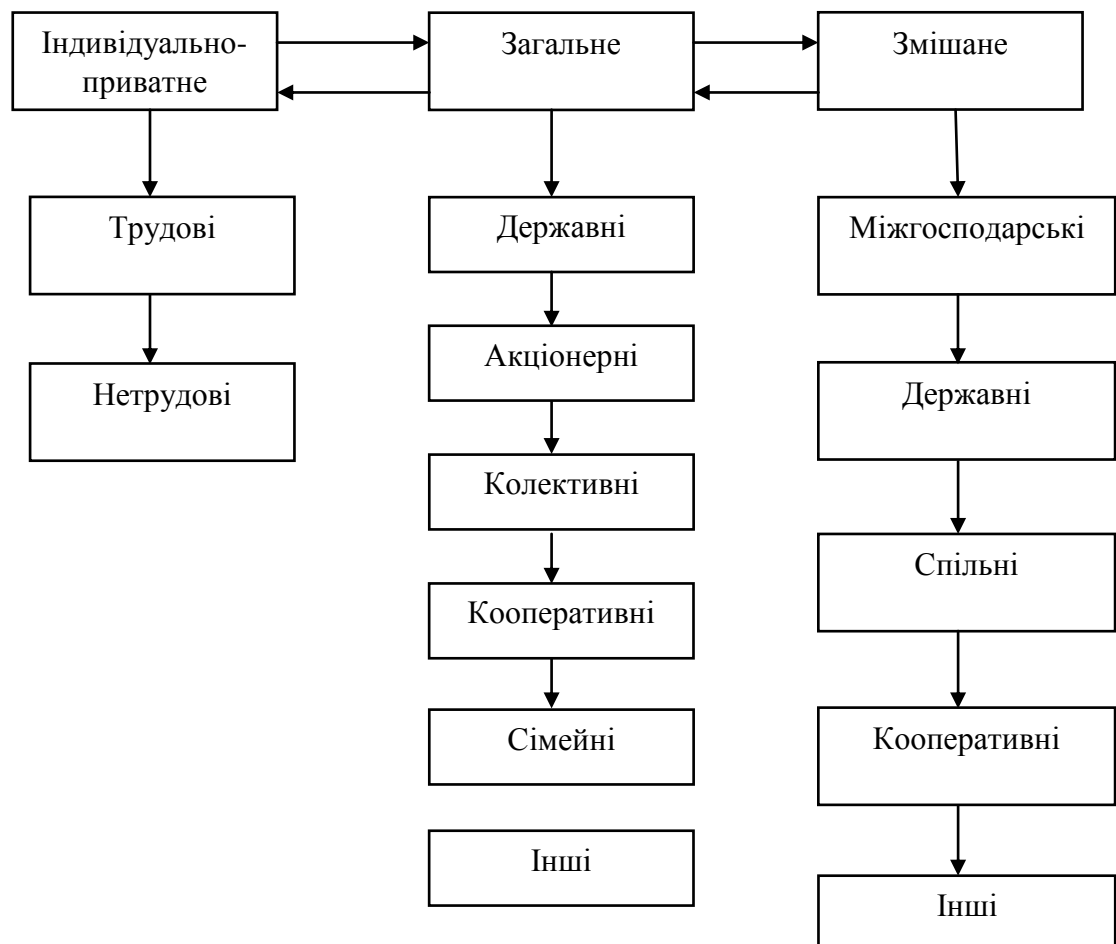 Індивідуально-
приватне
Загальне
Змішане
Трудові
Державні
Міжгосподарські
Акціонерні
Нетрудові
Державні
Колективні
Спільні
Кооперативні
Сімейні
Кооперативні
Інші
Інші